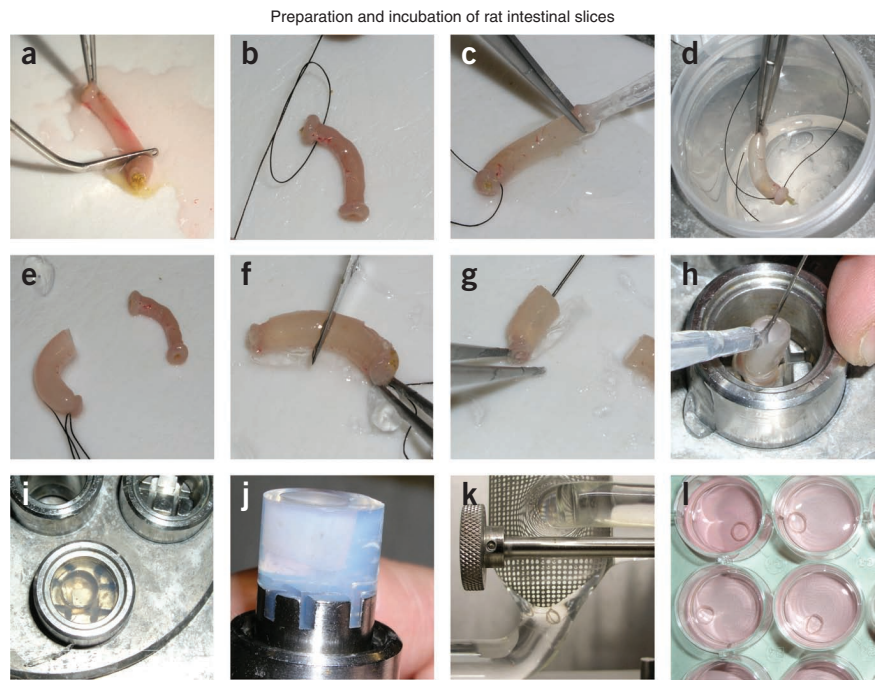 Preparation and incubation of rat intestinal slices
a
b
c
d
e
f
g
h
i
j
k
l